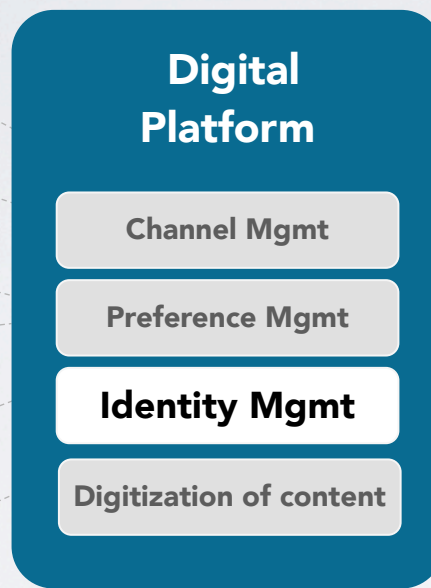 Digital
Platform
Channel Mgmt
Preference Mgmt
Identity Mgmt
Digitization of content